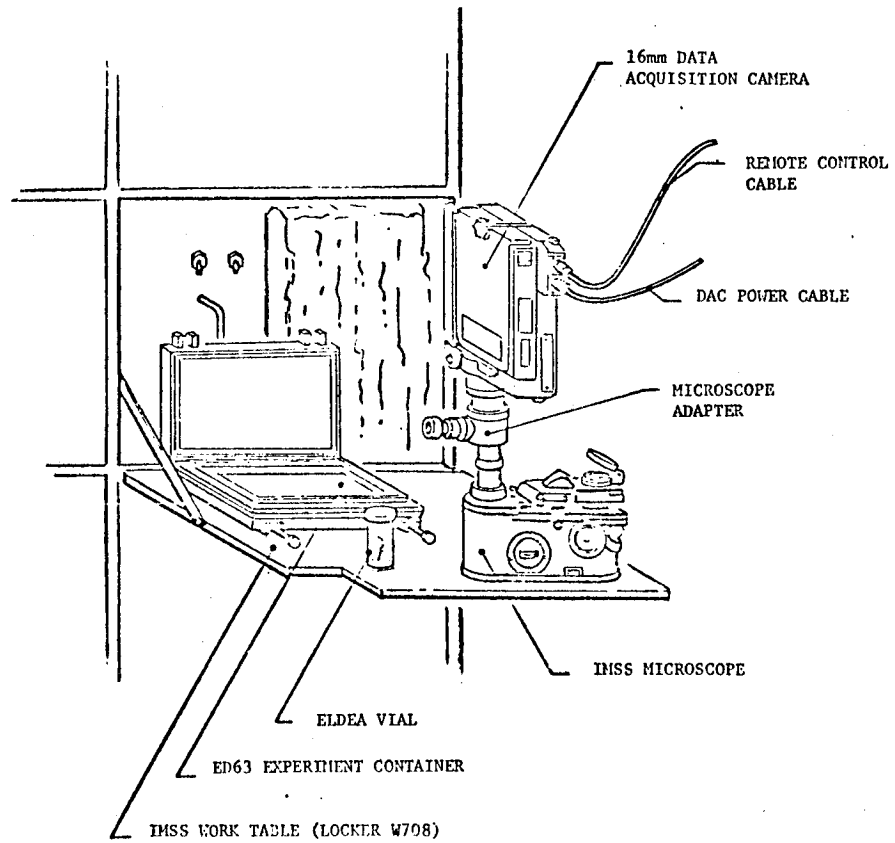 16mm DATA
ACQUISITION CAMERA
REMOTE CONTROL
CABLE
DAC POWER CABLE
MICROSCOPE
ADAPTER
IMSS MICROSCOPE
ELDEA VIAL
ED63 EXPERIMENT CONTAINER
IMSS WORK TABLE (LOCKER W708)